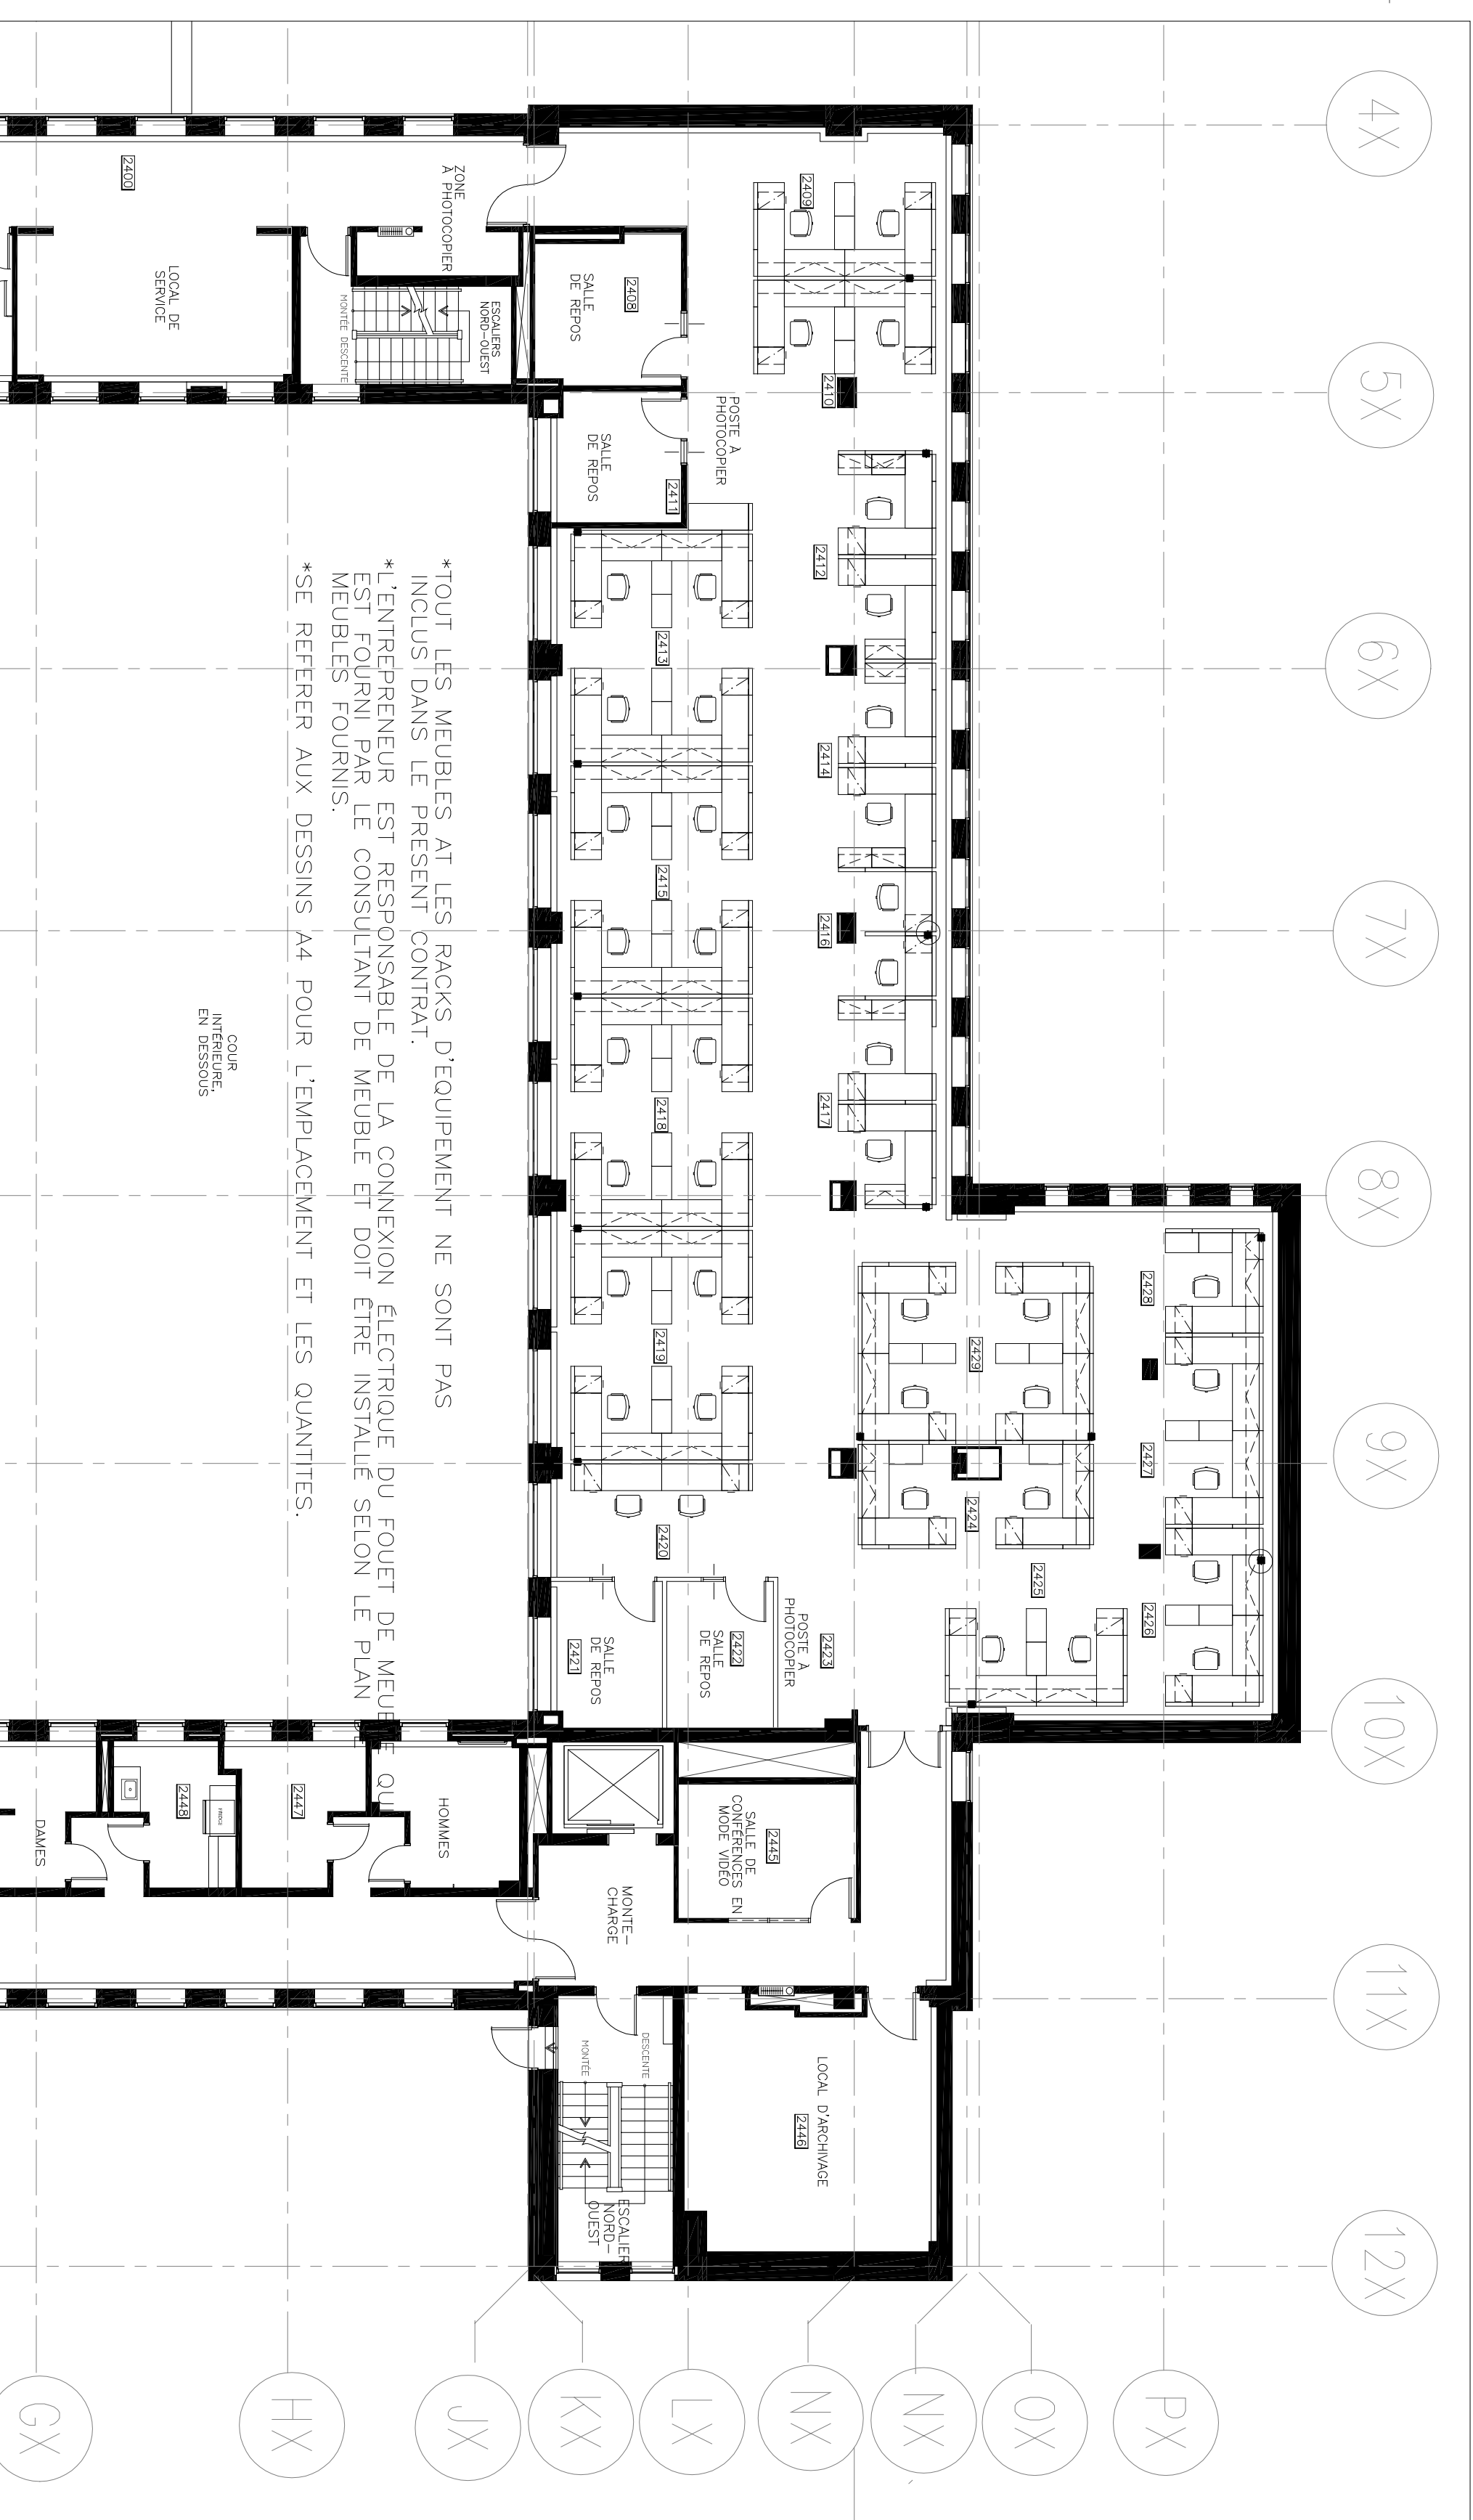 4X
5X
6X
7X
8X
9X
10X
11X
12X
PX
OX
NX
NX
LX
KX
JX
HX
GX
2428
2427
2426
2429
2424
2425
2409
2410
2412
2414
2416
2417
2423
POSTE À
PHOTOCOPIER
POSTE À
PHOTOCOPIER
2408
SALLE
DE REPOS
2411
SALLE
DE REPOS
2413
2415
2418
2419
2420
2422
SALLE
DE REPOS
SALLE
DE REPOS
2421
2445
SALLE DE
CONFÉRENCES EN
MODE VIDÉO
LOCAL D'ARCHIVAGE
2446
MONTE-
CHARGE
DESCENTE
MONTÉE
ESCALIER
NORD-
OUEST
ZONE
À PHOTOCOPIER
ESCALIERS
NORD-OUEST
MONTÉE DESCENTE
2400
LOCAL DE
SERVICE
*TOUT LES MEUBLES AT LES RACKS D'EQUIPEMENT NE SONT PAS
INCLUS DANS LE PRESENT CONTRAT.
*L'ENTREPRENEUR EST RESPONSABLE DE LA CONNEXION ÉLECTRIQUE DU FOUET DE MEUBLE QUI
EST FOURNI PAR LE CONSULTANT DE MEUBLE ET DOIT ÊTRE INSTALLÉ SELON LE PLAN
MEUBLES FOURNIS.
*SE REFERER AUX DESSINS A4 POUR L'EMPLACEMENT ET LES QUANTITES.
COUR
INTÉRIEURE,
EN DESSOUS
HOMMES
2447
2448
FRIDGE
DAMES